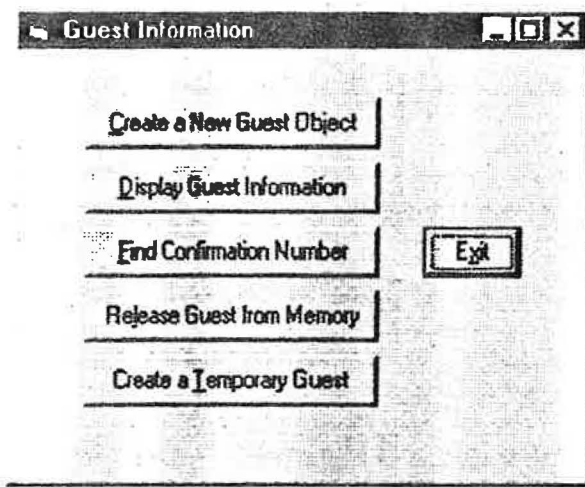 Guest Information
Create a New Guest Object
Display Guest Information
Find Confirmation Number
Exit
Release Guest from Memory
Create a Temporary Guest